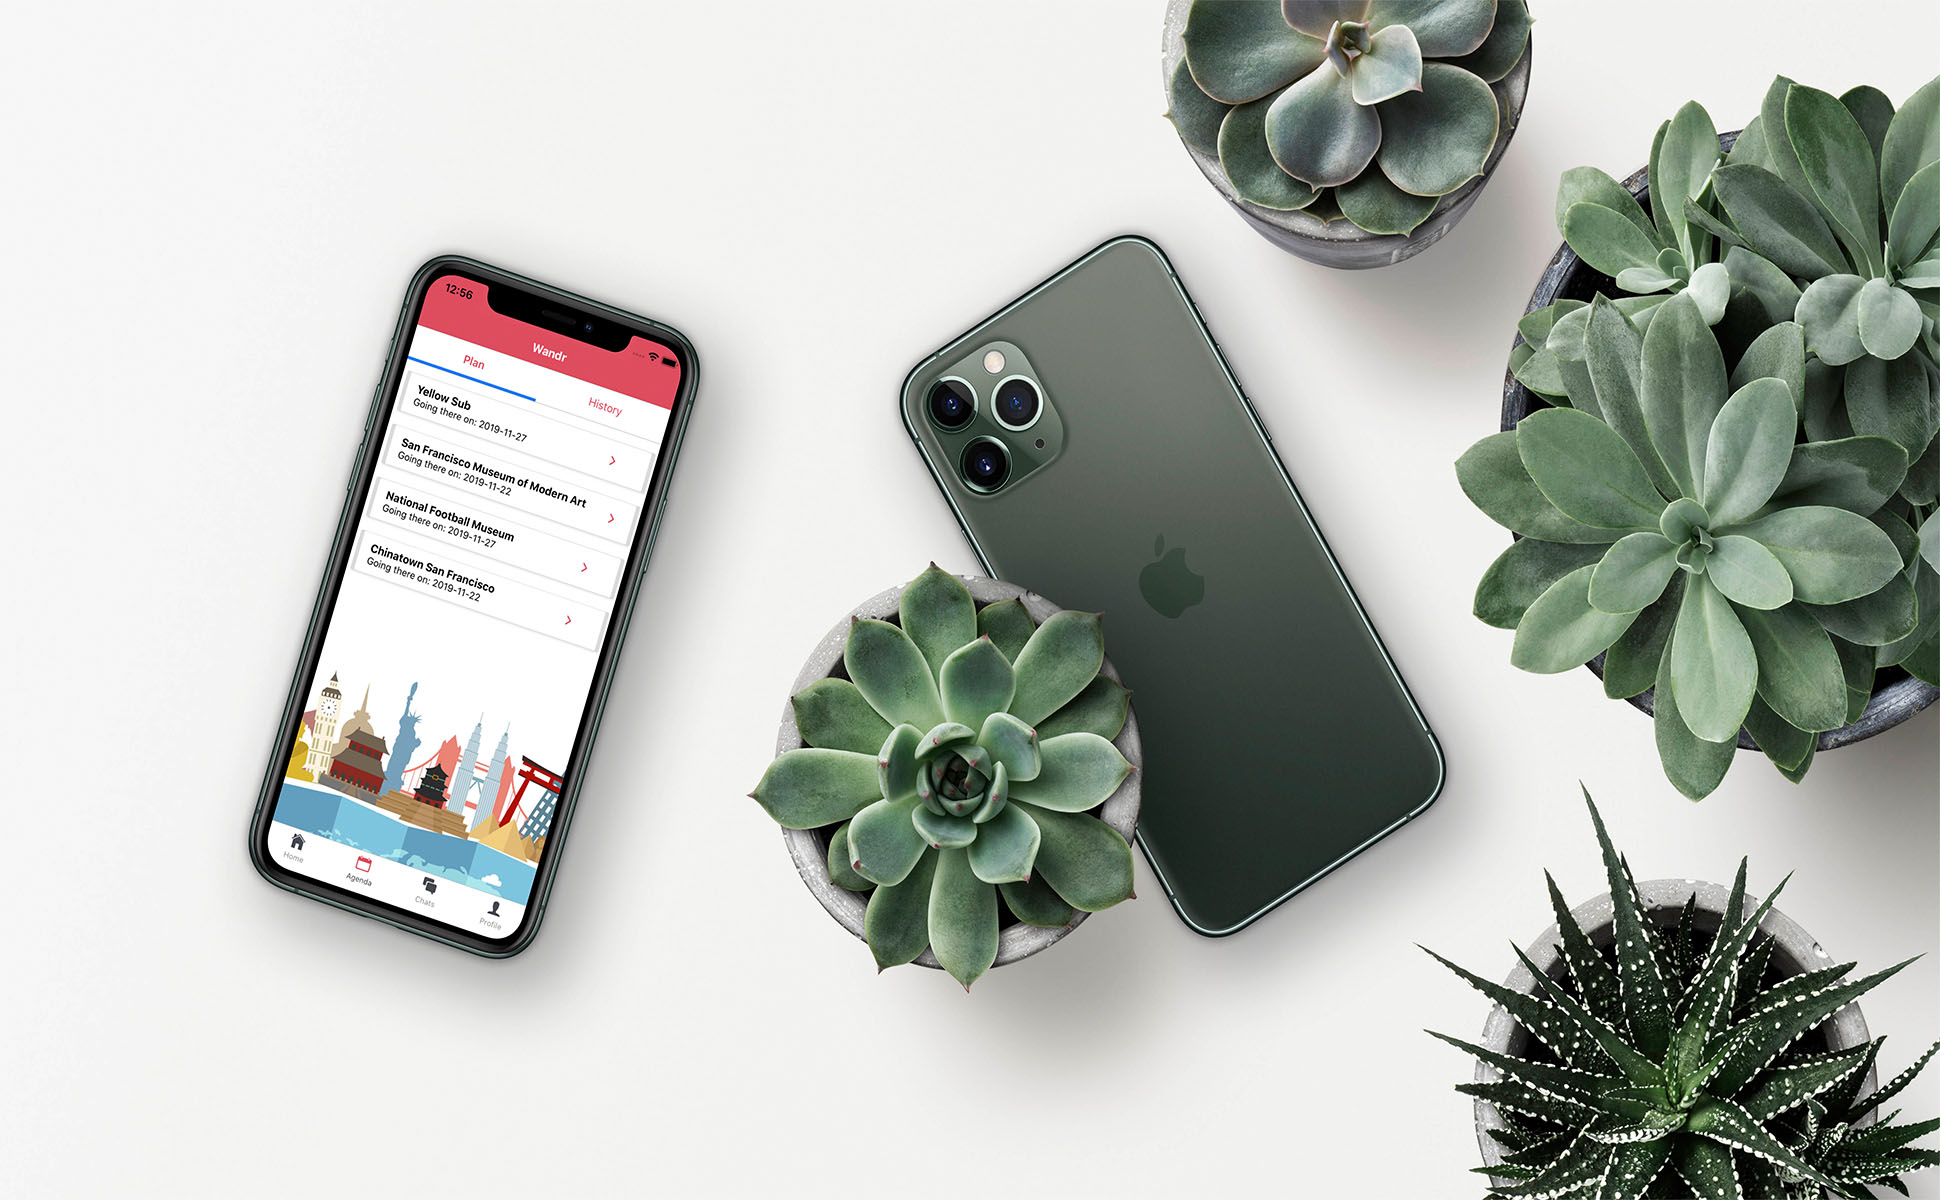 12:56
Wandr
Plan
History
Yellow Sub
Going there on: 2019-11-27
San Francisco Museum of Modern Art
Going there on: 2019-11-22
National Football Museum
Going there on: 2019-11-27
Chinatown San Francisco
Going there on: 2019-11-22
Home
Agenda
Chats
Profile